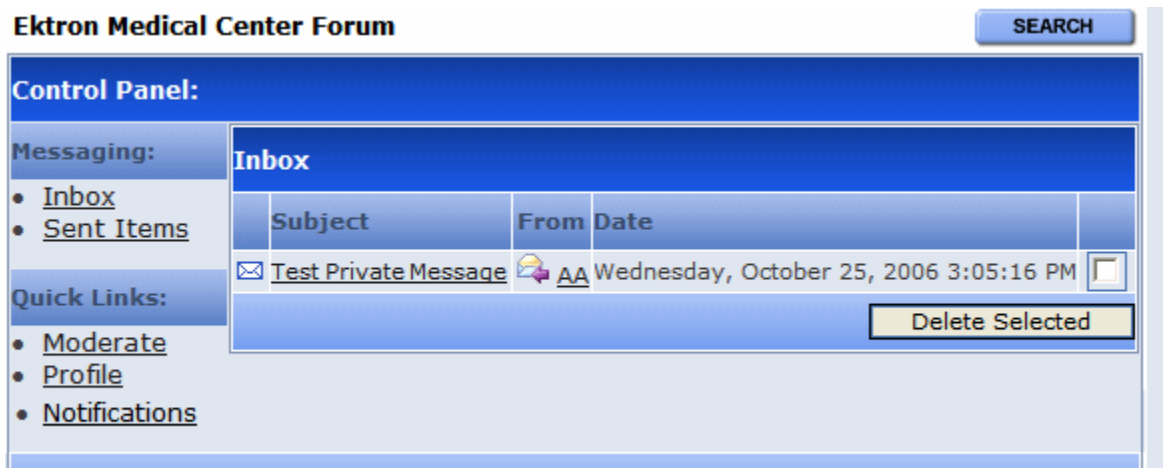 Ektron Medical Center Forum
SEARCH
Control Panel:
Messaging:
• Inbox
• Sent Items
Quick Links:
• Moderate
• Profile
• Notifications
Inbox
Subject From Date
Test Private Message AA Wednesday, October 25, 2006 3:05:16 PM
Delete Selected